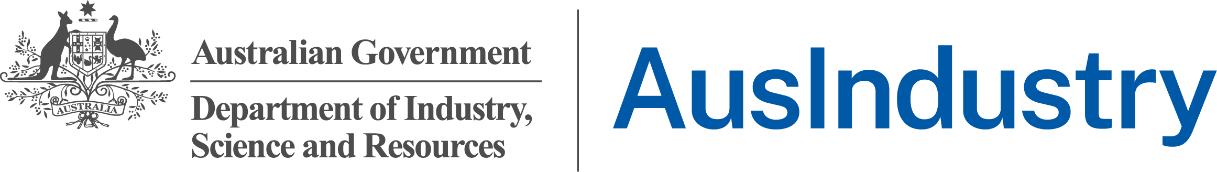 AUSTRALIA
Australian Government
Department of Industry,
Science and Resources
AusIndustry